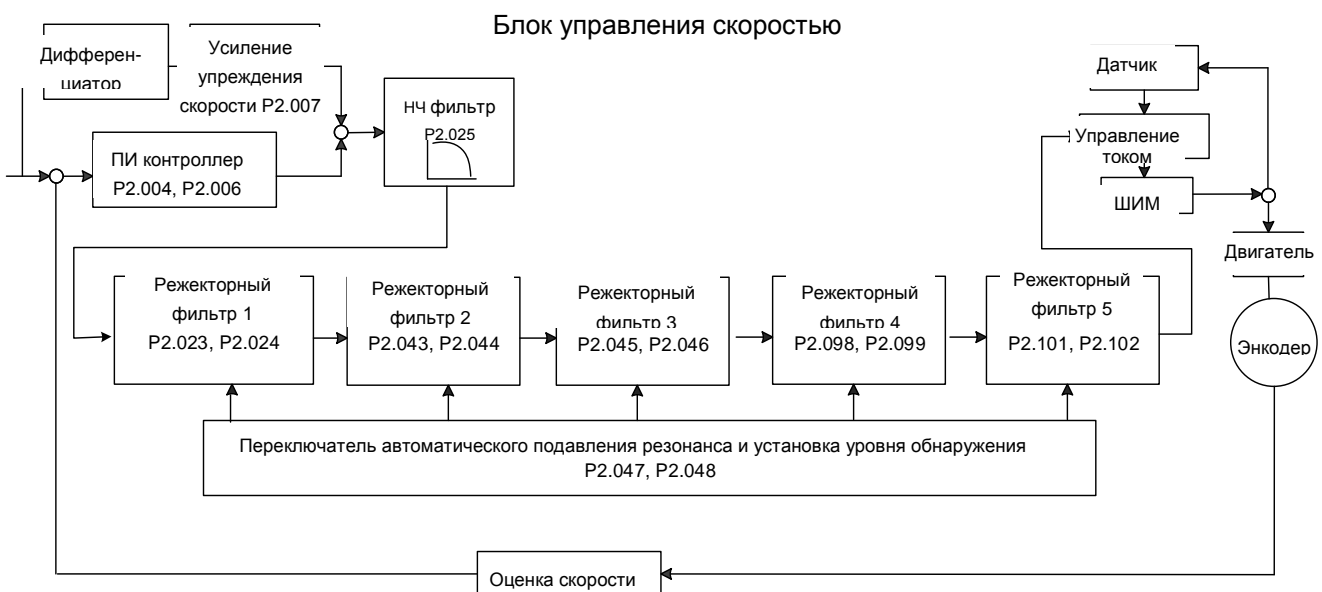 Блок управления скоростью
Дифферен-
циатор
Усиление
упреждения
скорости P2.007
НЧ фильтр
P2.025
ПИ контроллер
P2.004, P2.006
Датчик
Управление
током
ШИМ
Двигатель
Энкодер
Режекторный
фильтр 1
P2.023, P2.024
Режекторный
фильтр 2
P2.043, P2.044
Режекторный
фильтр 3
P2.045, P2.046
Режекторный
фильтр 4
P2.098, P2.099
Режекторный
фильтр 5
P2.101, P2.102
Переключатель автоматического подавления резонанса и установка уровня обнаружения
P2.047, P2.048
Оценка скорости